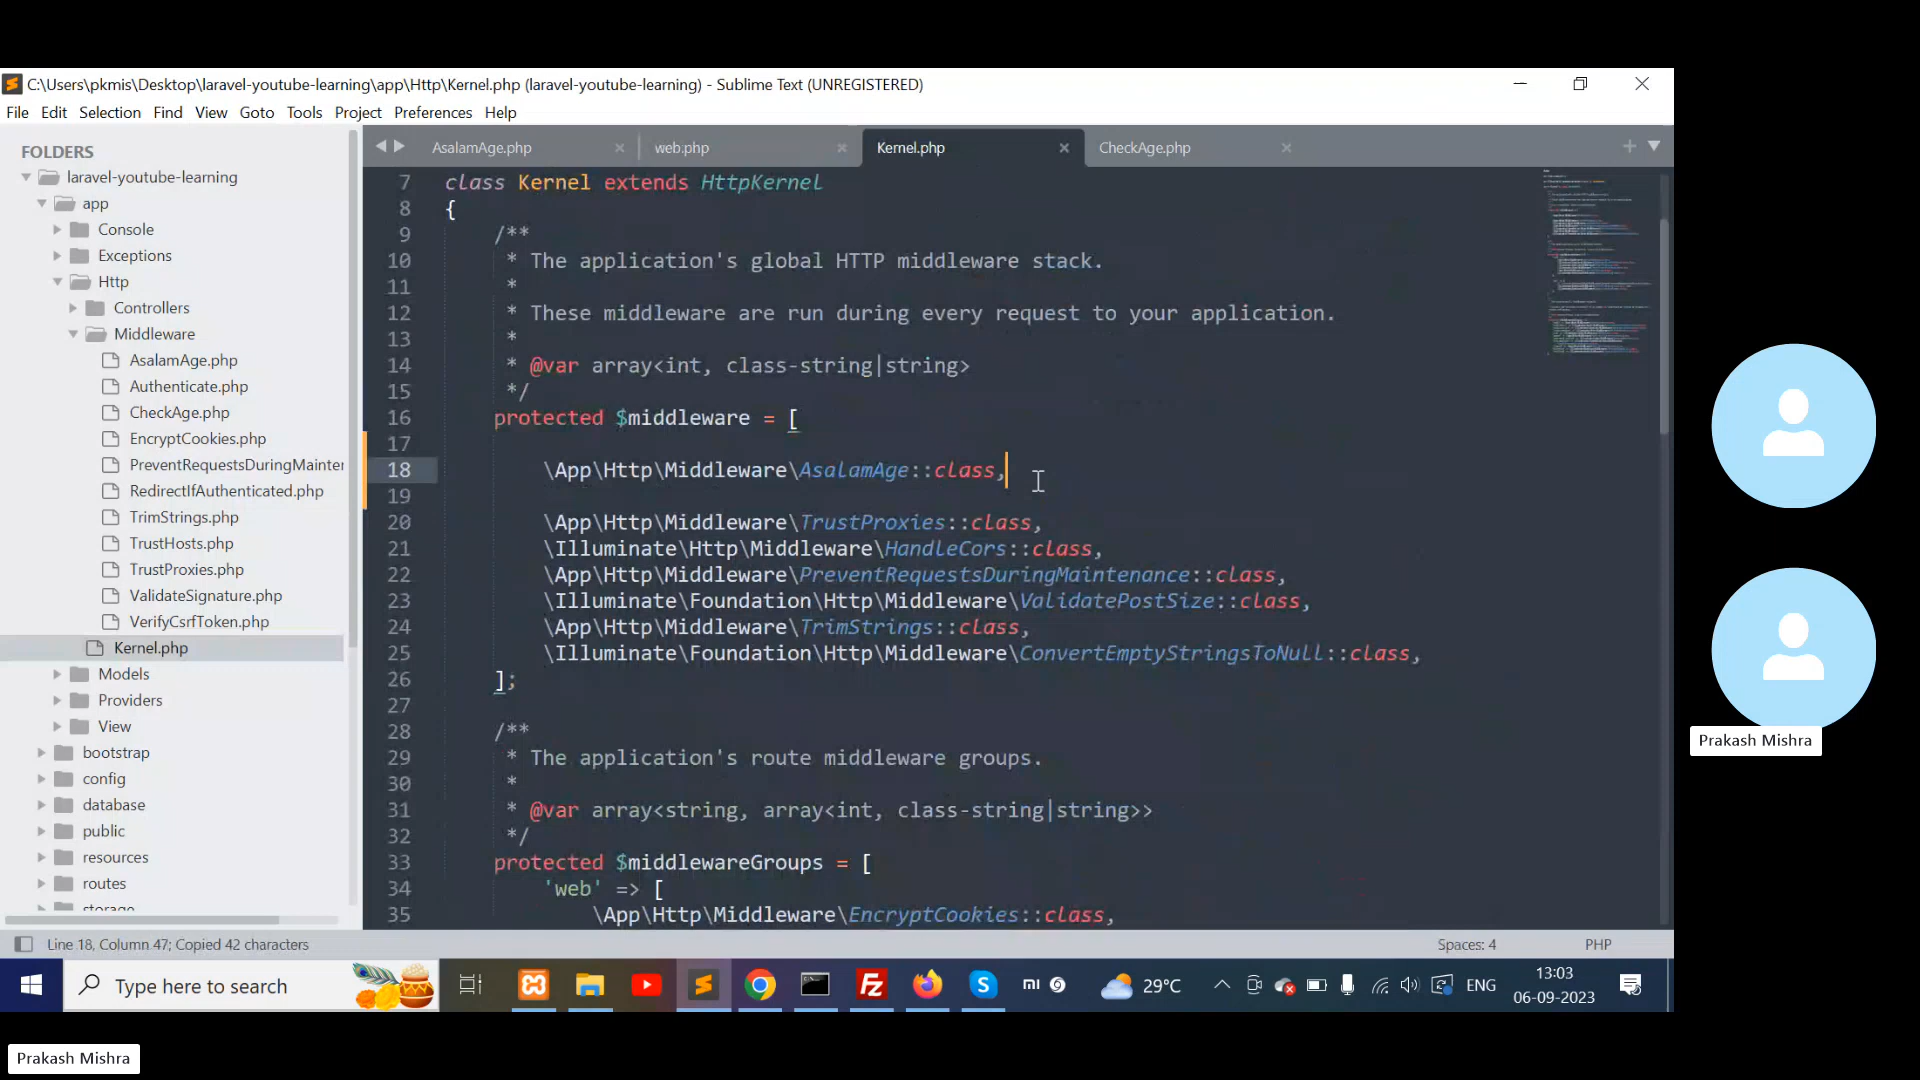 C:\Users\pkmis\Desktop\laravel-youtube-learning\app\Http\Kernel.php (laravel-youtube-learning) - Sublime Text (UNREGISTERED)
File Edit Selection View Find Goto Tools Project Preferences Help
FOLDERS
laravel-youtube-learning
app
Console
Exceptions
Http
Controllers
Middleware
AsalamAge.php
Authenticate.php
CheckAge.php
EncryptCookies.php
PreventRequestsDuringMainter
RedirectIfAuthenticated.php
TrimStrings.php
TrustHosts.php
TrustProxies.php
ValidateSignature.php
VerifyCsrfToken.php
Kernel.php
Models
Providers
View
bootstrap
config
database
public
resources
routes
storage
AsalamAge.php web.php Kernel.php CheckAge.php
7 class Kernel extends HttpKernel
8 {
9 /**
10 * The application's global HTTP middleware stack.
11 *
12 * These middleware are run during every request to your application.
13 *
14 * @var array<int, class-string|string>
15 */
16 protected $middleware = [
17
18 \App\Http\Middleware\AsalamAge::class,
19
20 \App\Http\Middleware\TrustProxies::class,
21 \Illuminate\Http\Middleware\HandleCors::class,
22 \App\Http\Middleware\PreventRequestsDuringMaintenance::class,
23 \Illuminate\Foundation\Http\Middleware\ValidatePostSize::class,
24 \App\Http\Middleware\TrimStrings::class,
25 \Illuminate\Foundation\Http\Middleware\ConvertEmptyStringsToNull::class,
26 ];
27
28 /**
29 * The application's route middleware groups.
30 *
31 * @var array<string, array<int, class-string|string>>
32 */
33 protected $middlewareGroups = [
34 'web' => [
35 \App\Http\Middleware\EncryptCookies::class,
Line 18, Column 47; Copied 42 characters
Spaces: 4 PHP
Type here to search
mi
29°C
ENG
13:03
06-09-2023
Prakash Mishra
Prakash Mishra